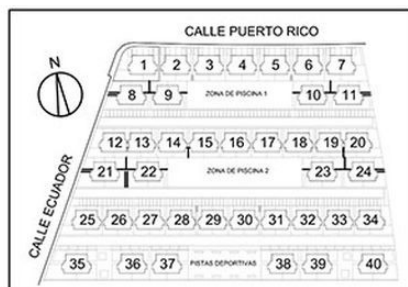 CALLE PUERTO RICO
N
1 2 3 4 5 6 7
8 9 ZONA DE PISCINA 1 10 11
12 13 14 15 16 17 18 19 20
21 22 ZONA DE PISCINA 2 23 24
CALLE ECUADOR
25 26 27 28 29 30 31 32 33 34
35 36 37 PISTAS DEPORTIVAS 38 39 40